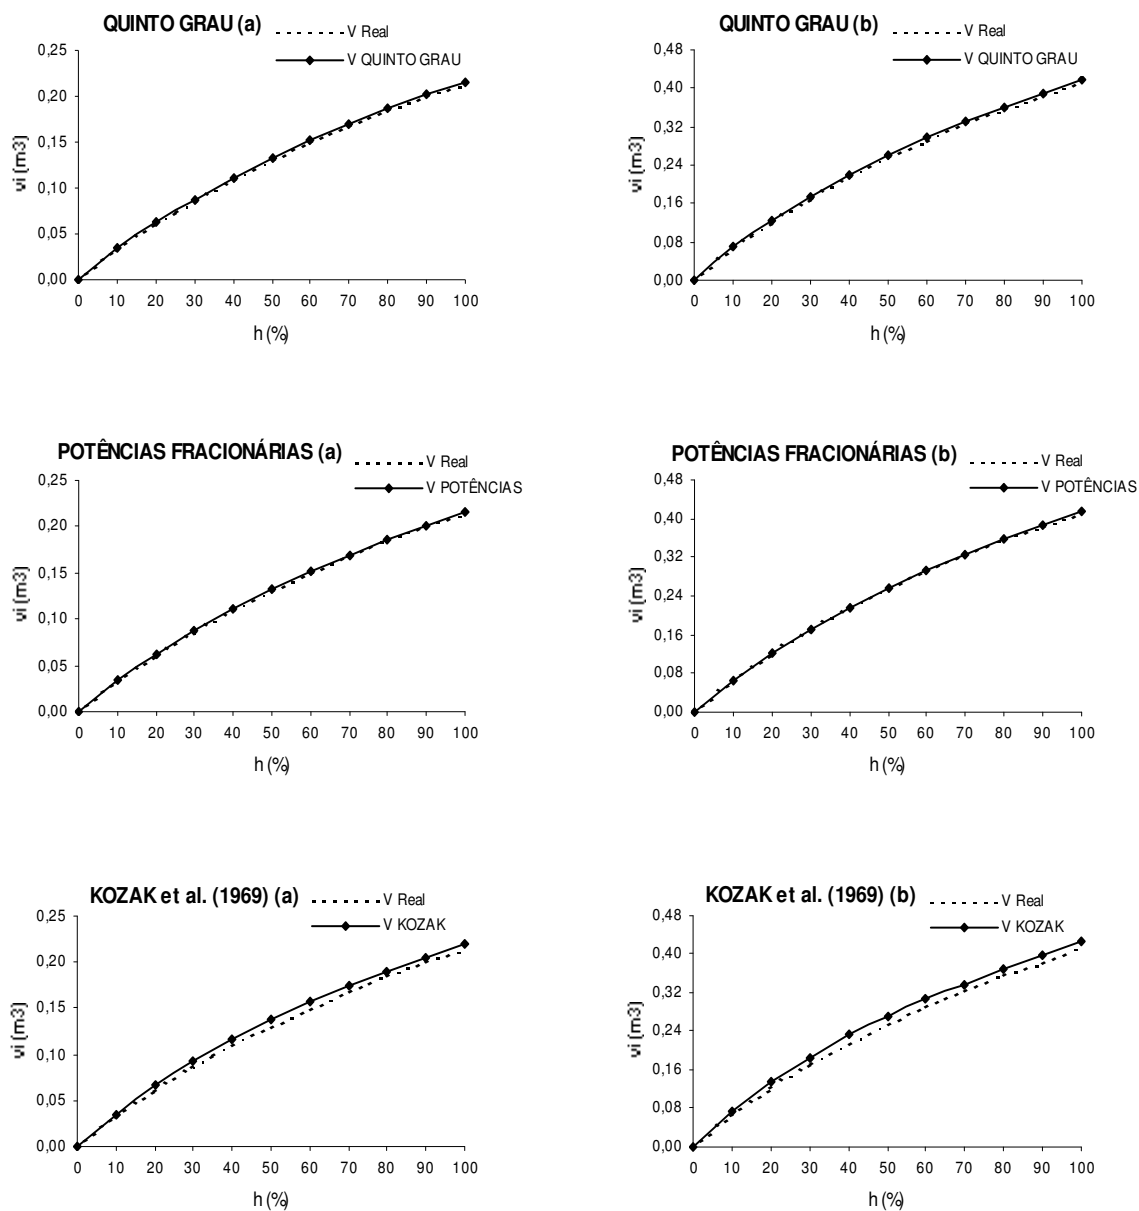 QUINTO GRAU (a)
V Real
V QUINTO GRAU
0,25
0,20
0,15
0,10
0,05
0,00
vi (m3)
0 10 20 30 40 50 60 70 80 90 100
h (%)
QUINTO GRAU (b)
V Real
V QUINTO GRAU
0,48
0,40
0,32
0,24
0,16
0,08
0,00
vi (m3)
0 10 20 30 40 50 60 70 80 90 100
h (%)
POTÊNCIAS FRACIONÁRIAS (a)
V Real
V POTÊNCIAS
0,25
0,20
0,15
0,10
0,05
0,00
vi (m3)
0 10 20 30 40 50 60 70 80 90 100
h (%)
POTÊNCIAS FRACIONÁRIAS (b)
V Real
V POTÊNCIAS
0,48
0,40
0,32
0,24
0,16
0,08
0,00
vi (m3)
0 10 20 30 40 50 60 70 80 90 100
h (%)
KOZAK et al. (1969) (a)
V Real
V KOZAK
0,25
0,20
0,15
0,10
0,05
0,00
vi (m3)
0 10 20 30 40 50 60 70 80 90 100
h (%)
KOZAK et al. (1969) (b)
V Real
V KOZAK
0,48
0,40
0,32
0,24
0,16
0,08
0,00
vi (m3)
0 10 20 30 40 50 60 70 80 90 100
h (%)